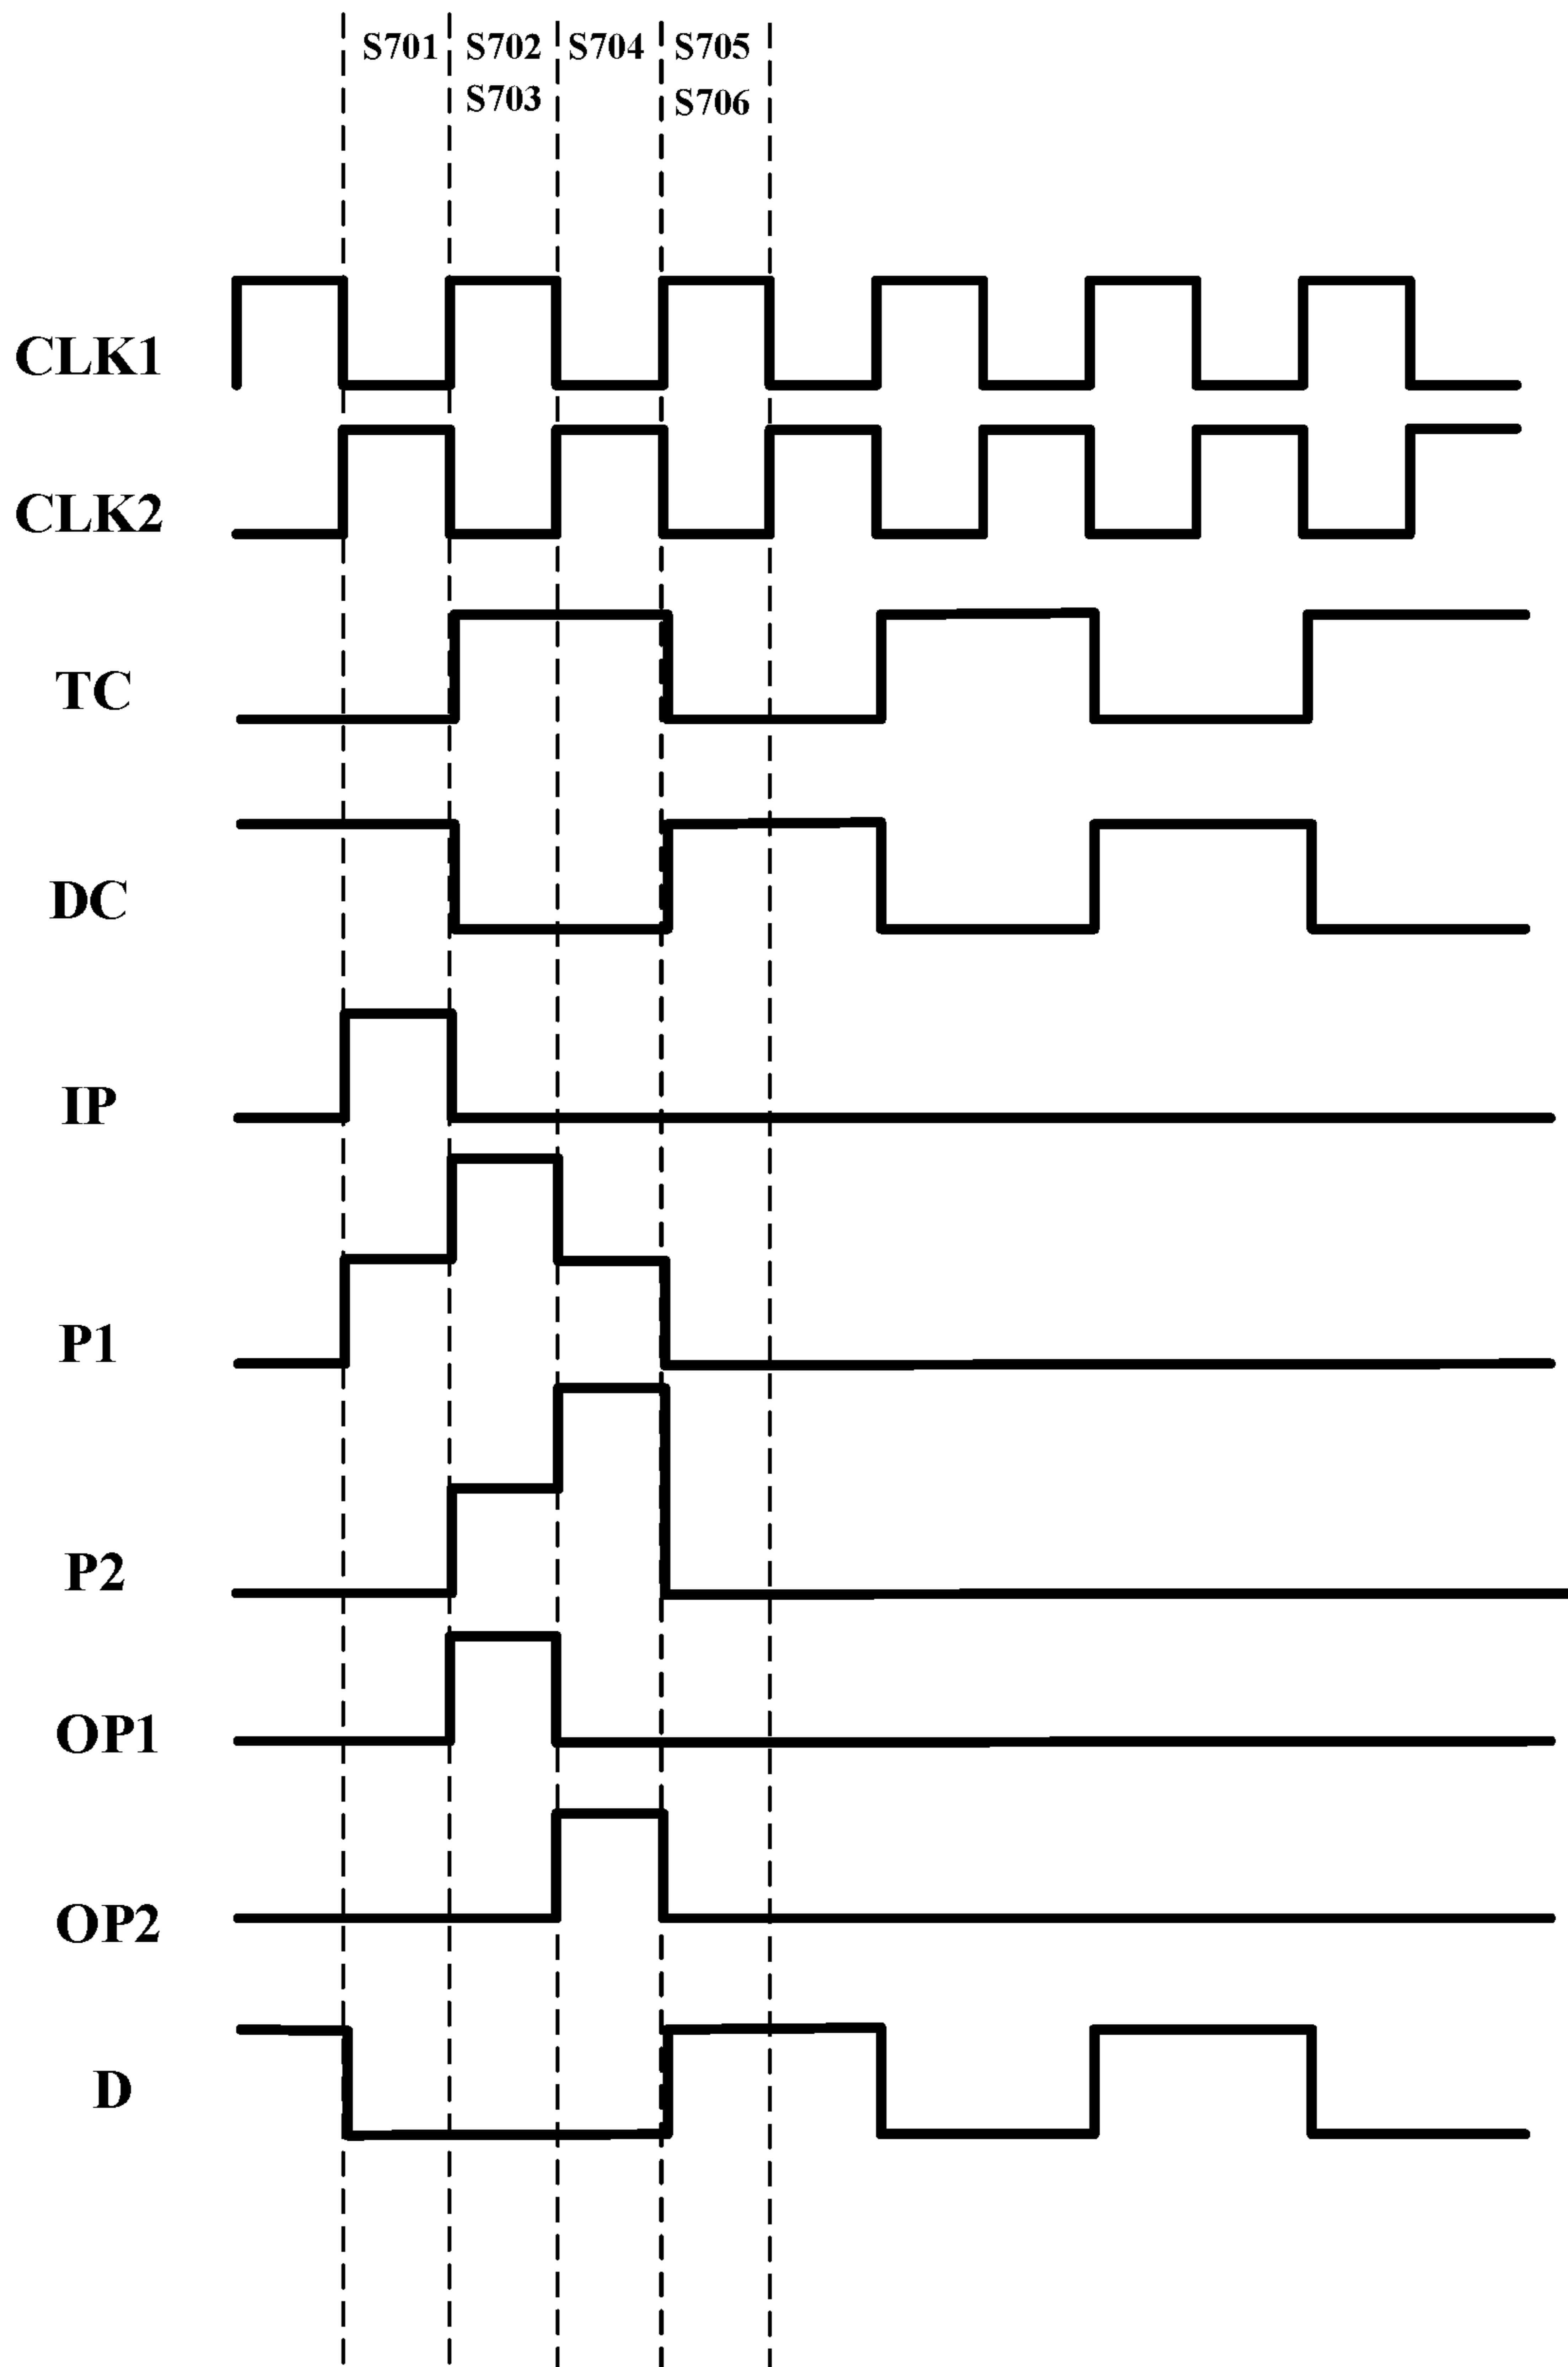 S701 S702 S704 S705
S703 S706
CLK1
CLK2
TC
DC
IP
P1
P2
OP1
OP2
D